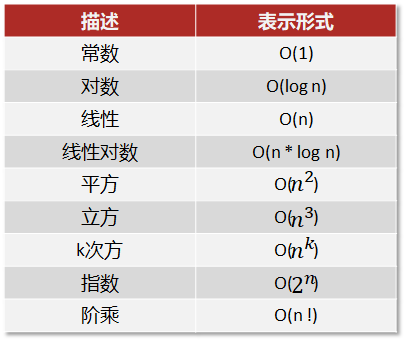 描述 表示形式
常数 O(1)
对数 O(log n)
线性 O(n)
线性对数 O(n * log n)
平方 O(n²)
立方 O(n³)
k次方 O(nᵏ)
指数 O(2ⁿ)
阶乘 O(n !)